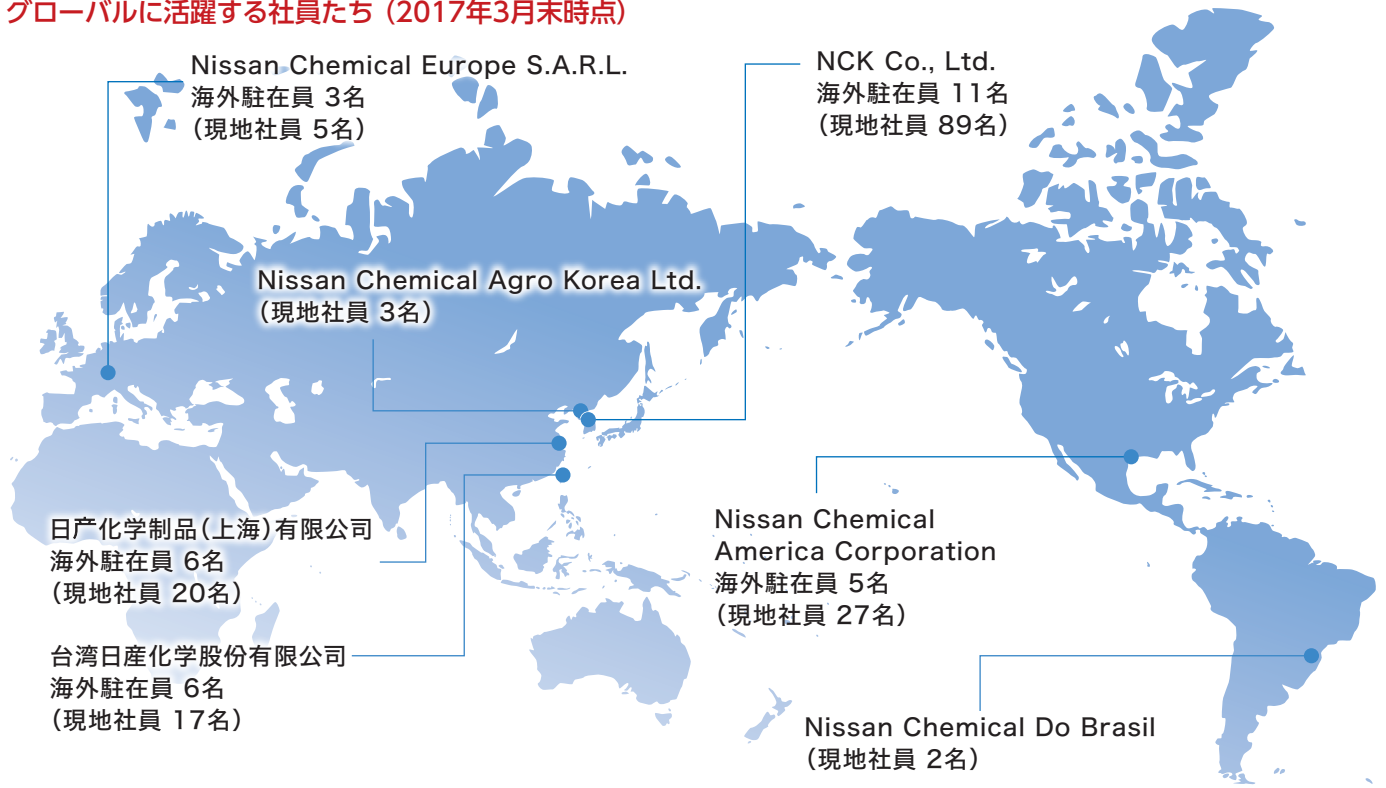 グローバルに活躍する社員たち（2017年3月末時点）
Nissan Chemical Europe S.A.R.L.
海外駐在員 3名
（現地社員 5名）
NCK Co., Ltd.
海外駐在員 11名
（現地社員 89名）
Nissan Chemical Agro Korea Ltd.
（現地社員 3名）
日产化学制品（上海）有限公司
海外駐在員 6名
（現地社員 20名）
台湾日産化学股份有限公司
海外駐在員 6名
（現地社員 17名）
Nissan Chemical
America Corporation
海外駐在員 5名
（現地社員 27名）
Nissan Chemical Do Brasil
（現地社員 2名）